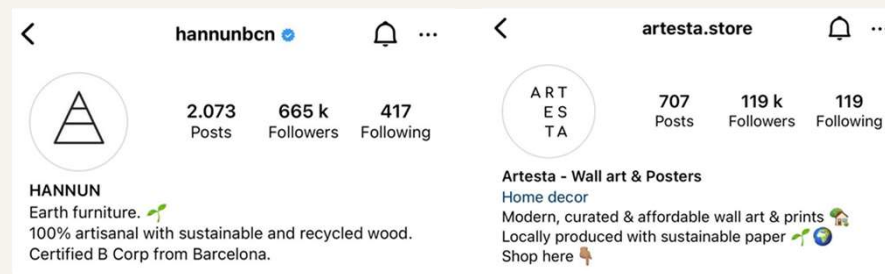 hannunbcn
2.073
Posts
665 k
Followers
417
Following
HANNUN
Earth furniture. 🌱
100% artisanal with sustainable and recycled wood.
Certified B Corp from Barcelona.
artesta.store
ART
ES
TA
707
Posts
119 k
Followers
119
Following
Artesta - Wall art & Posters
Home decor
Modern, curated & affordable wall art & prints 🏡
Locally produced with sustainable paper 🌱🌍
Shop here 👇🏽